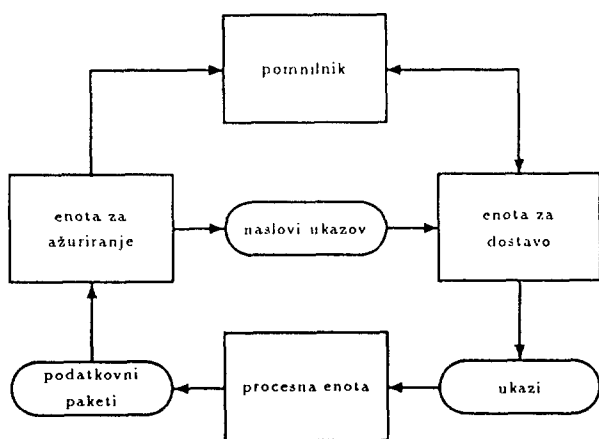 pomnilnik
enota za
ažuriranje
naslovi ukazov
enota za
dostavo
podatkovni
paketi
procesna enota
ukazi